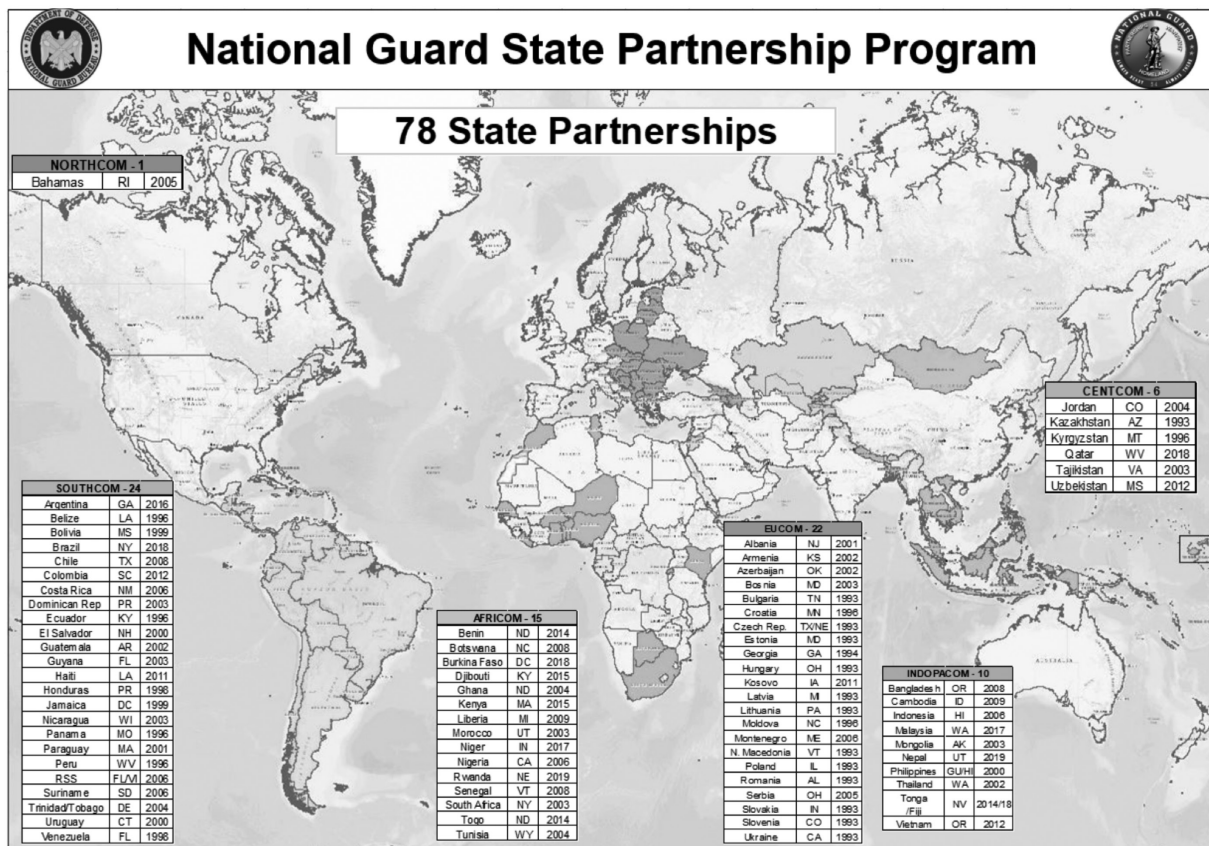 National Guard State Partnership Program
78 State Partnerships
DEPARTMENT OF DEFENSE
NATIONAL GUARD BUREAU
NATIONAL GUARD
NORTHCOM - 1
Bahamas RI 2005
SOUTHCOM - 24
Argentina GA 2016
Belize LA 1996
Bolivia MS 1999
Brazil NY 2018
Chile TX 2008
Colombia SC 2012
Costa Rica NM 2006
Dominican Rep PR 2003
Ecuador KY 1996
El Salvador NH 2000
Guatemala AR 2002
Guyana FL 2003
Haiti LA 2011
Honduras PR 1998
Jamaica DC 1999
Nicaragua WI 2003
Panama MO 1996
Paraguay MA 2001
Peru WV 1996
RSS FL/VI 2006
Suriname SD 2006
Trinidad/Tobago DE 2004
Uruguay CT 2000
Venezuela FL 1998
AFRICOM - 15
Benin ND 2014
Botswana NC 2008
Burkina Faso DC 2018
Djibouti KY 2015
Ghana ND 2004
Kenya MA 2015
Liberia MI 2009
Morocco UT 2003
Niger IN 2017
Nigeria CA 2006
Rwanda NE 2019
Senegal VT 2008
South Africa NY 2003
Togo ND 2014
Tunisia WY 2004
EUCOM - 22
Albania NJ 2001
Armenia KS 2002
Azerbaijan OK 2002
Bosnia MD 2003
Bulgaria TN 1993
Croatia MN 1996
Czech Rep. TX/NE 1993
Estonia MD 1993
Georgia GA 1994
Hungary OH 1993
Kosovo IA 2011
Latvia MI 1993
Lithuania PA 1993
Moldova NC 1996
Montenegro ME 2006
N. Macedonia VT 1993
Poland IL 1993
Romania AL 1993
Serbia OH 2005
Slovakia IN 1993
Slovenia CO 1993
Ukraine CA 1993
CENTCOM - 6
Jordan CO 2004
Kazakhstan AZ 1993
Kyrgyzstan MT 1996
Qatar WV 2018
Tajikistan VA 2003
Uzbekistan MS 2012
INDOPACOM - 10
Bangladesh OR 2008
Cambodia ID 2009
Indonesia HI 2006
Malaysia WA 2017
Mongolia AK 2003
Nepal UT 2019
Philippines GU/HI 2000
Thailand WA 2002
Tonga
/Fiji NV 2014/18
Vietnam OR 2012
CANADA
RUSSIA
AUSTRALIA